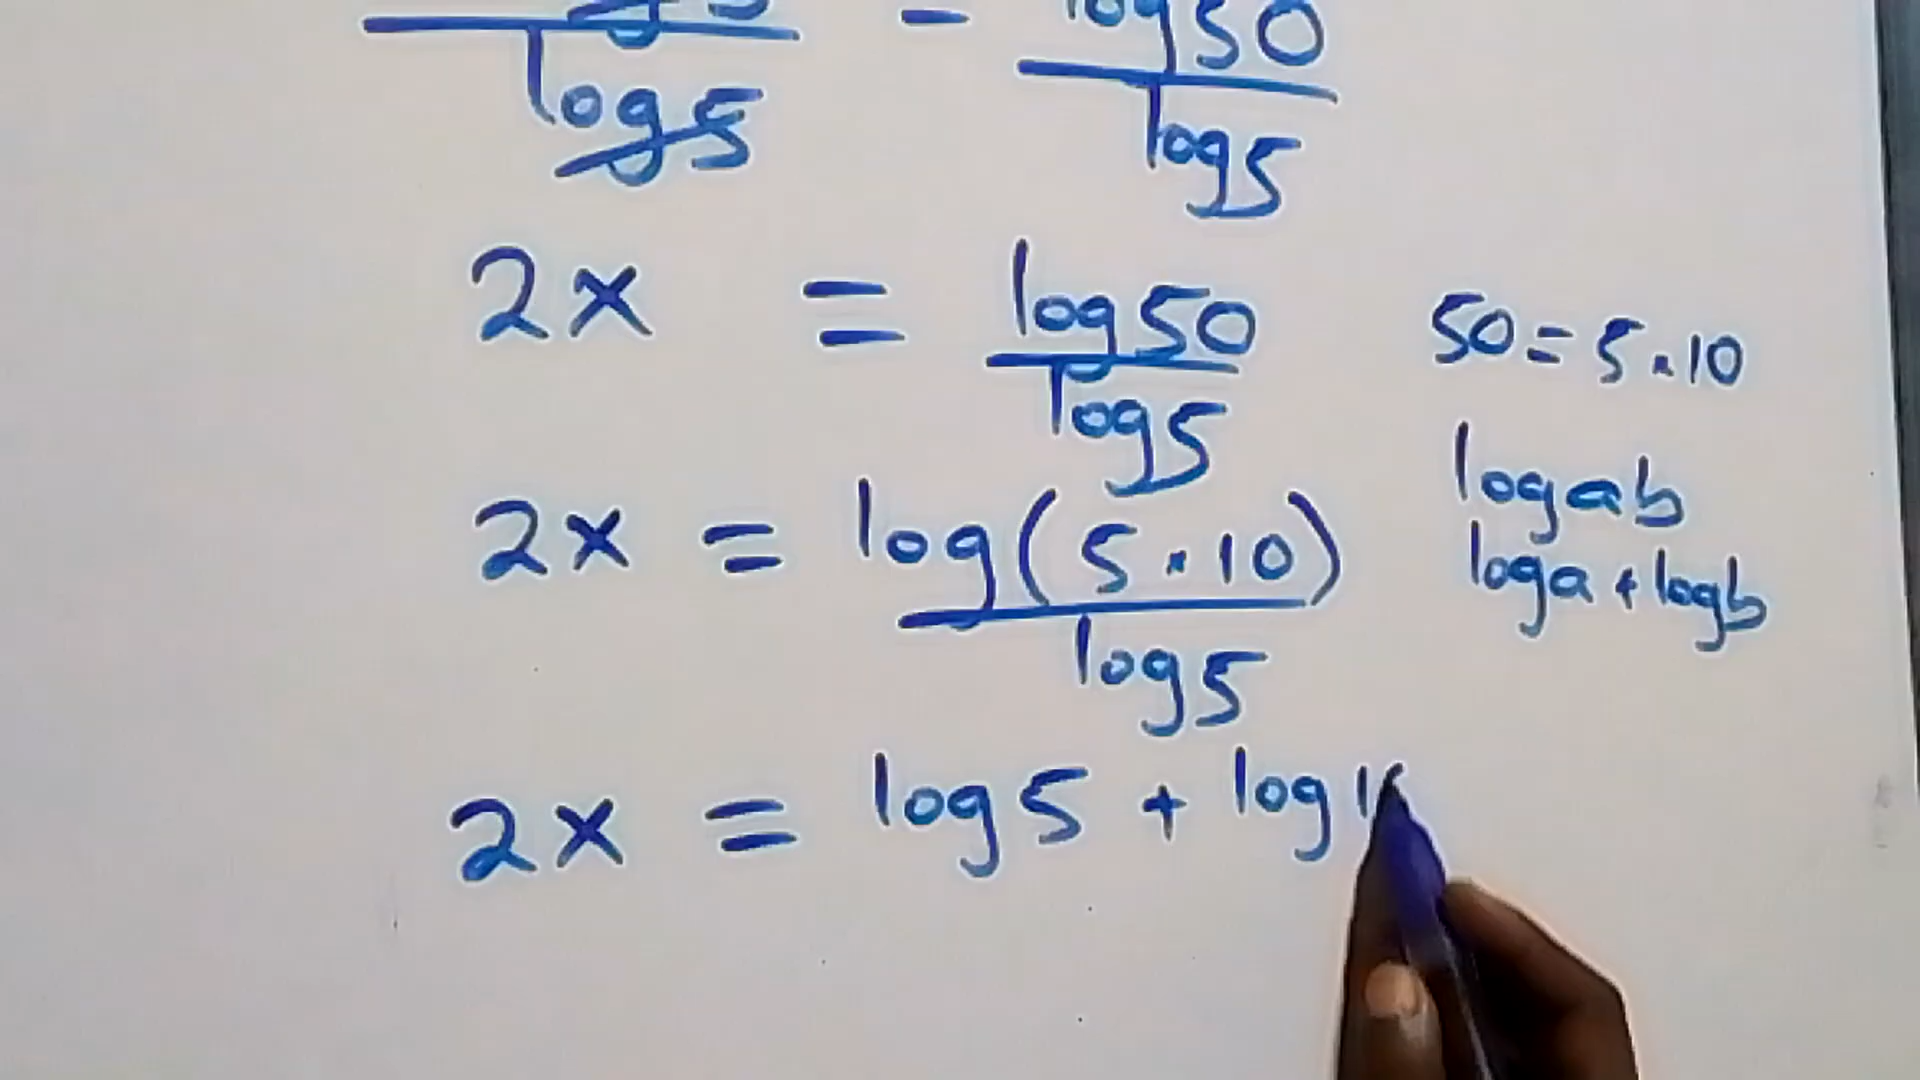 log5 = log50
log5 log5
2x = log50
log5
50 = 5.10
logab
loga + logb
2x = log(5.10)
log5
2x = log5 + log10